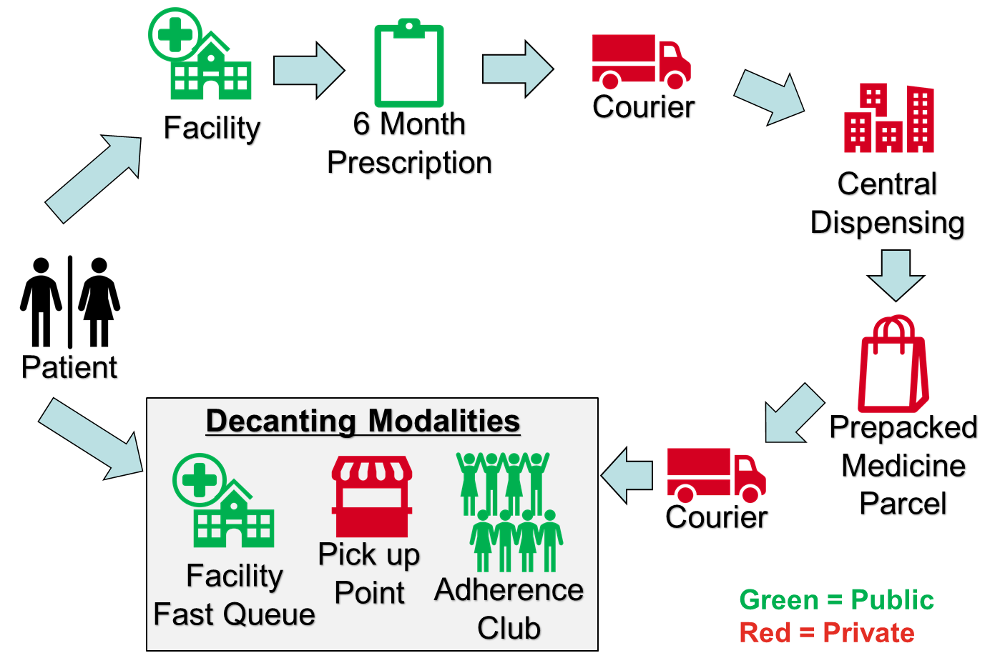 Facility
6 Month
Prescription
Courier
Central
Dispensing
Patient
Prepacked
Medicine
Parcel
Courier
Decanting Modalities
Facility
Fast Queue
Pick up
Point
Adherence
Club
Green = Public
Red = Private